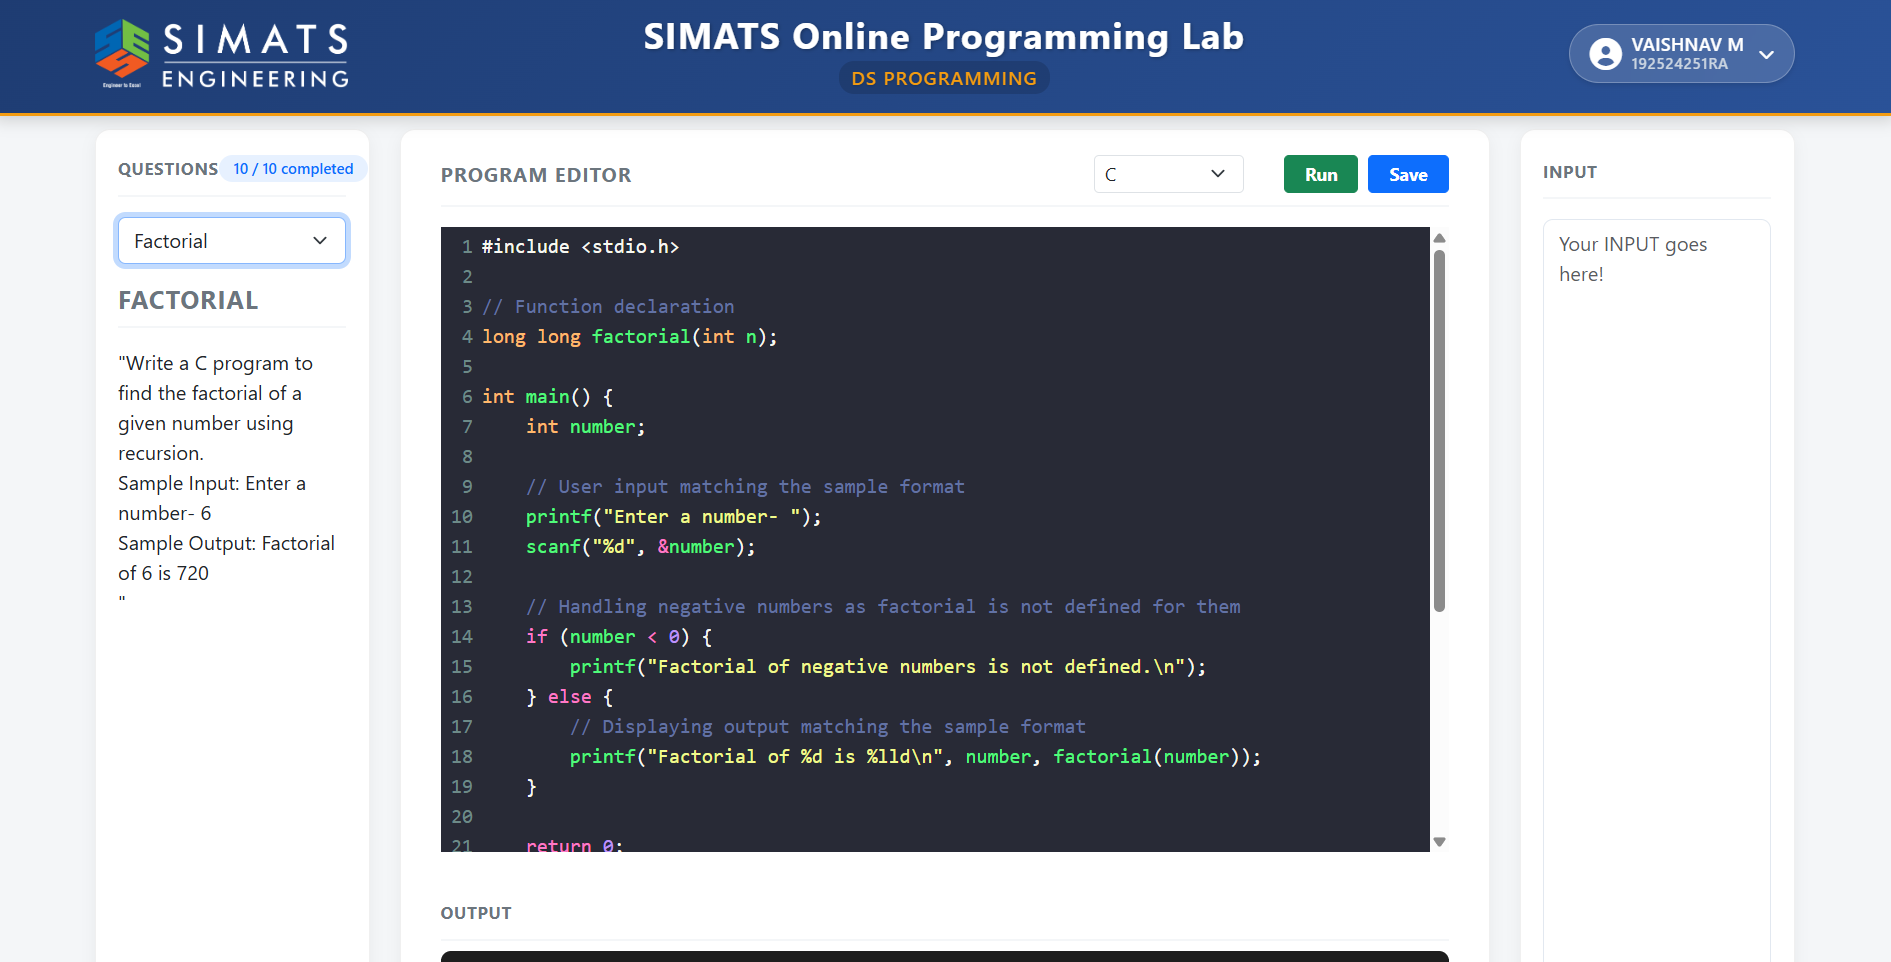 SIMATS
ENGINEERING
Engineer to Excel
SIMATS Online Programming Lab
DS PROGRAMMING
VAISHNAV M
192524251RA
QUESTIONS 10 / 10 completed
Factorial
FACTORIAL
"Write a C program to
find the factorial of a
given number using
recursion.
Sample Input: Enter a
number- 6
Sample Output: Factorial
of 6 is 720
"
PROGRAM EDITOR
C
Run
Save
1 #include <stdio.h>
2
3 // Function declaration
4 long long factorial(int n);
5
6 int main() {
7     int number;
8
9     // User input matching the sample format
10     printf("Enter a number- ");
11     scanf("%d", &number);
12
13     // Handling negative numbers as factorial is not defined for them
14     if (number < 0) {
15         printf("Factorial of negative numbers is not defined.\n");
16     } else {
17         // Displaying output matching the sample format
18         printf("Factorial of %d is %lld\n", number, factorial(number));
19     }
20
21     return 0;
OUTPUT
INPUT
Your INPUT goes
here!